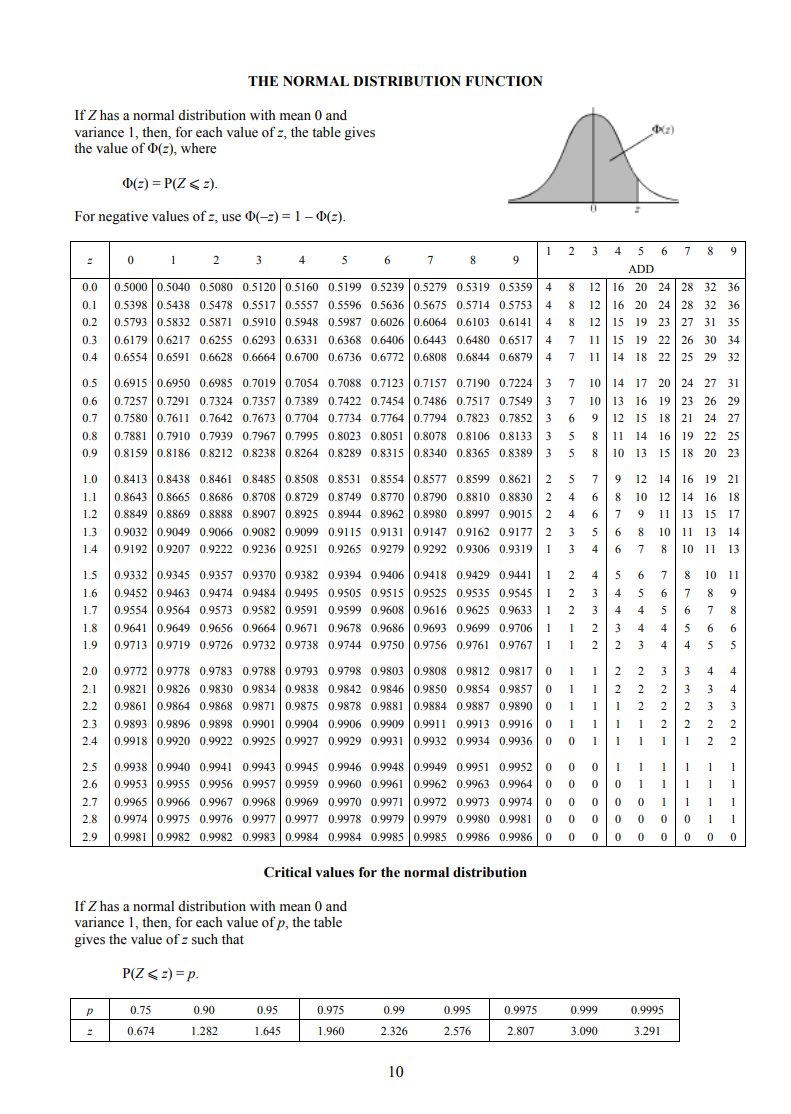 THE NORMAL DISTRIBUTION FUNCTION
If Z has a normal distribution with mean 0 and
variance 1, then, for each value of z, the table gives
the value of Φ(z), where
Φ(z) = P(Z ⩽ z).
For negative values of z, use Φ(–z) = 1 – Φ(z).
Φ(z)
0 z
z 0 1 2 3 4 5 6 7 8 9 1 2 3 4 5 6 7 8 9
ADD
0.0 0.5000 0.5040 0.5080 0.5120 0.5160 0.5199 0.5239 0.5279 0.5319 0.5359 4 8 12 16 20 24 28 32 36
0.1 0.5398 0.5438 0.5478 0.5517 0.5557 0.5596 0.5636 0.5675 0.5714 0.5753 4 8 12 16 20 24 28 32 36
0.2 0.5793 0.5832 0.5871 0.5910 0.5948 0.5987 0.6026 0.6064 0.6103 0.6141 4 8 12 15 19 23 27 31 35
0.3 0.6179 0.6217 0.6255 0.6293 0.6331 0.6368 0.6406 0.6443 0.6480 0.6517 4 7 11 15 19 22 26 30 34
0.4 0.6554 0.6591 0.6628 0.6664 0.6700 0.6736 0.6772 0.6808 0.6844 0.6879 4 7 11 14 18 22 25 29 32
0.5 0.6915 0.6950 0.6985 0.7019 0.7054 0.7088 0.7123 0.7157 0.7190 0.7224 3 7 10 14 17 20 24 27 31
0.6 0.7257 0.7291 0.7324 0.7357 0.7389 0.7422 0.7454 0.7486 0.7517 0.7549 3 7 10 13 16 19 23 26 29
0.7 0.7580 0.7611 0.7642 0.7673 0.7704 0.7734 0.7764 0.7794 0.7823 0.7852 3 6 9 12 15 18 21 24 27
0.8 0.7881 0.7910 0.7939 0.7967 0.7995 0.8023 0.8051 0.8078 0.8106 0.8133 3 5 8 11 14 16 19 22 25
0.9 0.8159 0.8186 0.8212 0.8238 0.8264 0.8289 0.8315 0.8340 0.8365 0.8389 3 5 8 10 13 15 18 20 23
1.0 0.8413 0.8438 0.8461 0.8485 0.8508 0.8531 0.8554 0.8577 0.8599 0.8621 2 5 7 9 12 14 16 19 21
1.1 0.8643 0.8665 0.8686 0.8708 0.8729 0.8749 0.8770 0.8790 0.8810 0.8830 2 4 6 8 10 12 14 16 18
1.2 0.8849 0.8869 0.8888 0.8907 0.8925 0.8944 0.8962 0.8980 0.8997 0.9015 2 4 6 7 9 11 13 15 17
1.3 0.9032 0.9049 0.9066 0.9082 0.9099 0.9115 0.9131 0.9147 0.9162 0.9177 2 3 5 6 8 10 11 13 14
1.4 0.9192 0.9207 0.9222 0.9236 0.9251 0.9265 0.9279 0.9292 0.9306 0.9319 1 3 4 6 7 8 10 11 13
1.5 0.9332 0.9345 0.9357 0.9370 0.9382 0.9394 0.9406 0.9418 0.9429 0.9441 1 2 4 5 6 7 8 10 11
1.6 0.9452 0.9463 0.9474 0.9484 0.9495 0.9505 0.9515 0.9525 0.9535 0.9545 1 2 3 4 5 6 7 8 9
1.7 0.9554 0.9564 0.9573 0.9582 0.9591 0.9599 0.9608 0.9616 0.9625 0.9633 1 2 3 4 4 5 6 7 8
1.8 0.9641 0.9649 0.9656 0.9664 0.9671 0.9678 0.9686 0.9693 0.9699 0.9706 1 1 2 3 4 4 5 6 6
1.9 0.9713 0.9719 0.9726 0.9732 0.9738 0.9744 0.9750 0.9756 0.9761 0.9767 1 1 2 2 3 4 4 5 5
2.0 0.9772 0.9778 0.9783 0.9788 0.9793 0.9798 0.9803 0.9808 0.9812 0.9817 0 1 1 2 2 3 3 4 4
2.1 0.9821 0.9826 0.9830 0.9834 0.9838 0.9842 0.9846 0.9850 0.9854 0.9857 0 1 1 2 2 2 3 3 4
2.2 0.9861 0.9864 0.9868 0.9871 0.9875 0.9878 0.9881 0.9884 0.9887 0.9890 0 1 1 1 2 2 2 3 3
2.3 0.9893 0.9896 0.9898 0.9901 0.9904 0.9906 0.9909 0.9911 0.9913 0.9916 0 1 1 1 1 2 2 2 2
2.4 0.9918 0.9920 0.9922 0.9925 0.9927 0.9929 0.9931 0.9932 0.9934 0.9936 0 0 1 1 1 1 1 2 2
2.5 0.9938 0.9940 0.9941 0.9943 0.9945 0.9946 0.9948 0.9949 0.9951 0.9952 0 0 0 1 1 1 1 1 1
2.6 0.9953 0.9955 0.9956 0.9957 0.9959 0.9960 0.9961 0.9962 0.9963 0.9964 0 0 0 0 1 1 1 1 1
2.7 0.9965 0.9966 0.9967 0.9968 0.9969 0.9970 0.9971 0.9972 0.9973 0.9974 0 0 0 0 0 1 1 1 1
2.8 0.9974 0.9975 0.9976 0.9977 0.9977 0.9978 0.9979 0.9979 0.9980 0.9981 0 0 0 0 0 0 0 1 1
2.9 0.9981 0.9982 0.9982 0.9983 0.9984 0.9984 0.9985 0.9985 0.9986 0.9986 0 0 0 0 0 0 0 0 0
Critical values for the normal distribution
If Z has a normal distribution with mean 0 and
variance 1, then, for each value of p, the table
gives the value of z such that
P(Z ⩽ z) = p.
p 0.75 0.90 0.95 0.975 0.99 0.995 0.9975 0.999 0.9995
z 0.674 1.282 1.645 1.960 2.326 2.576 2.807 3.090 3.291
10